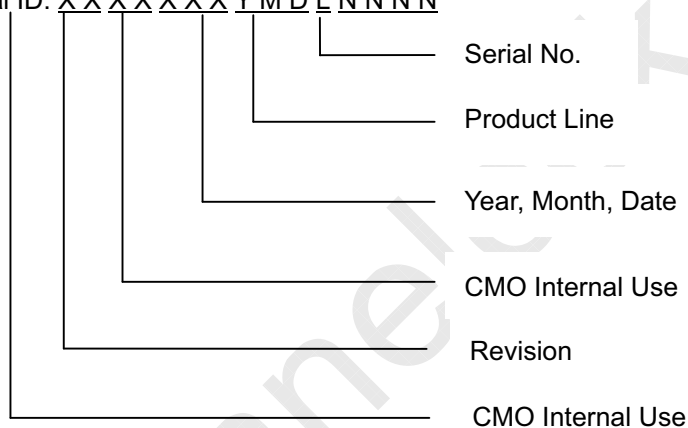 ID: X X X X X X X Y M D L N N N N
Serial No.
Product Line
Year, Month, Date
CMO Internal Use
Revision
CMO Internal Use